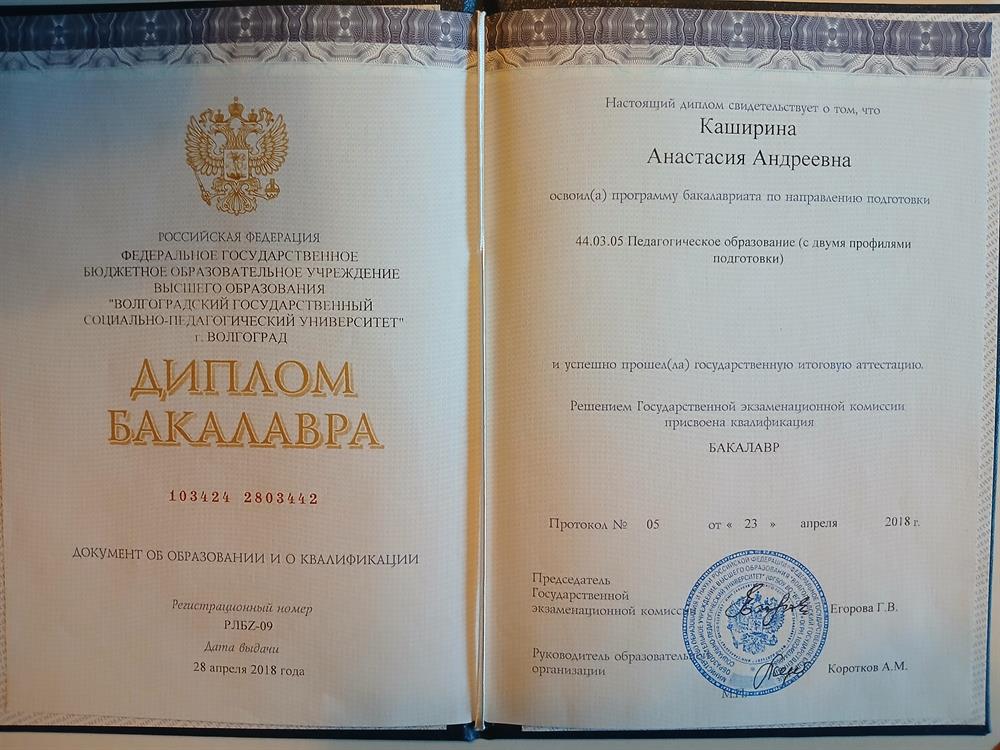 РОССИЙСКАЯ ФЕДЕРАЦИЯ
ФЕДЕРАЛЬНОЕ ГОСУДАРСТВЕННОЕ
БЮДЖЕТНОЕ ОБРАЗОВАТЕЛЬНОЕ УЧРЕЖДЕНИЕ
ВЫСШЕГО ОБРАЗОВАНИЯ
"ВОЛГОГРАДСКИЙ ГОСУДАРСТВЕННЫЙ
СОЦИАЛЬНО-ПЕДАГОГИЧЕСКИЙ УНИВЕРСИТЕТ"
г. ВОЛГОГРАД
ДИПЛОМ
БАКАЛАВРА
103424 2803442
ДОКУМЕНТ ОБ ОБРАЗОВАНИИ И О КВАЛИФИКАЦИИ
Регистрационный номер
РЛБZ-09
Дата выдачи
28 апреля 2018 года
Настоящий диплом свидетельствует о том, что
Каширина
Анастасия Андреевна
освоил(а) программу бакалавриата по направлению подготовки
44.03.05 Педагогическое образование (с двумя профилями
подготовки)
и успешно прошел(ла) государственную итоговую аттестацию.
Решением Государственной экзаменационной комиссии
присвоена квалификация
БАКАЛАВР
Протокол № 05 от « 23 » апреля 2018 г.
Председатель
Государственной
экзаменационной комиссии Егорова Г.В.
Руководитель образовательной
организации Коротков А.М.
М.П.